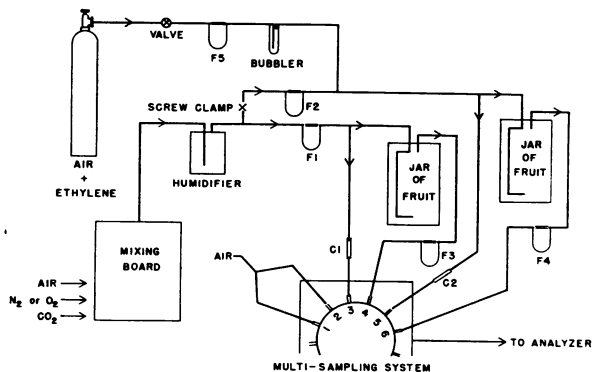 VALVE
F5
BUBBLER
SCREW CLAMP
F2
F1
AIR
+
ETHYLENE
HUMIDIFIER
JAR
OF
FRUIT
JAR
OF
FRUIT
MIXING
BOARD
AIR
N₂ or O₂
CO₂
AIR
C1
F3
C2
F4
1
2
3
4
5
6
TO ANALYZER
MULTI-SAMPLING SYSTEM